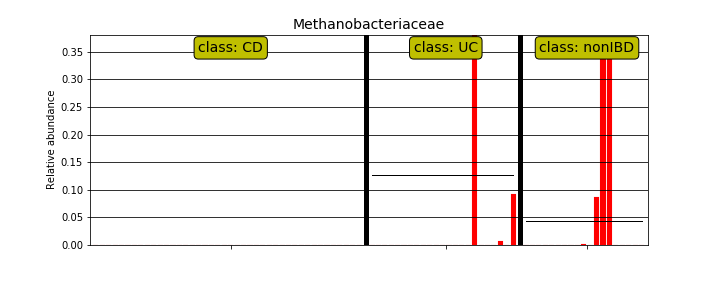 Methanobacteriaceae
class: CD
class: UC
class: nonIBD
Relative abundance
0.35
0.30
0.25
0.20
0.15
0.10
0.05
0.00